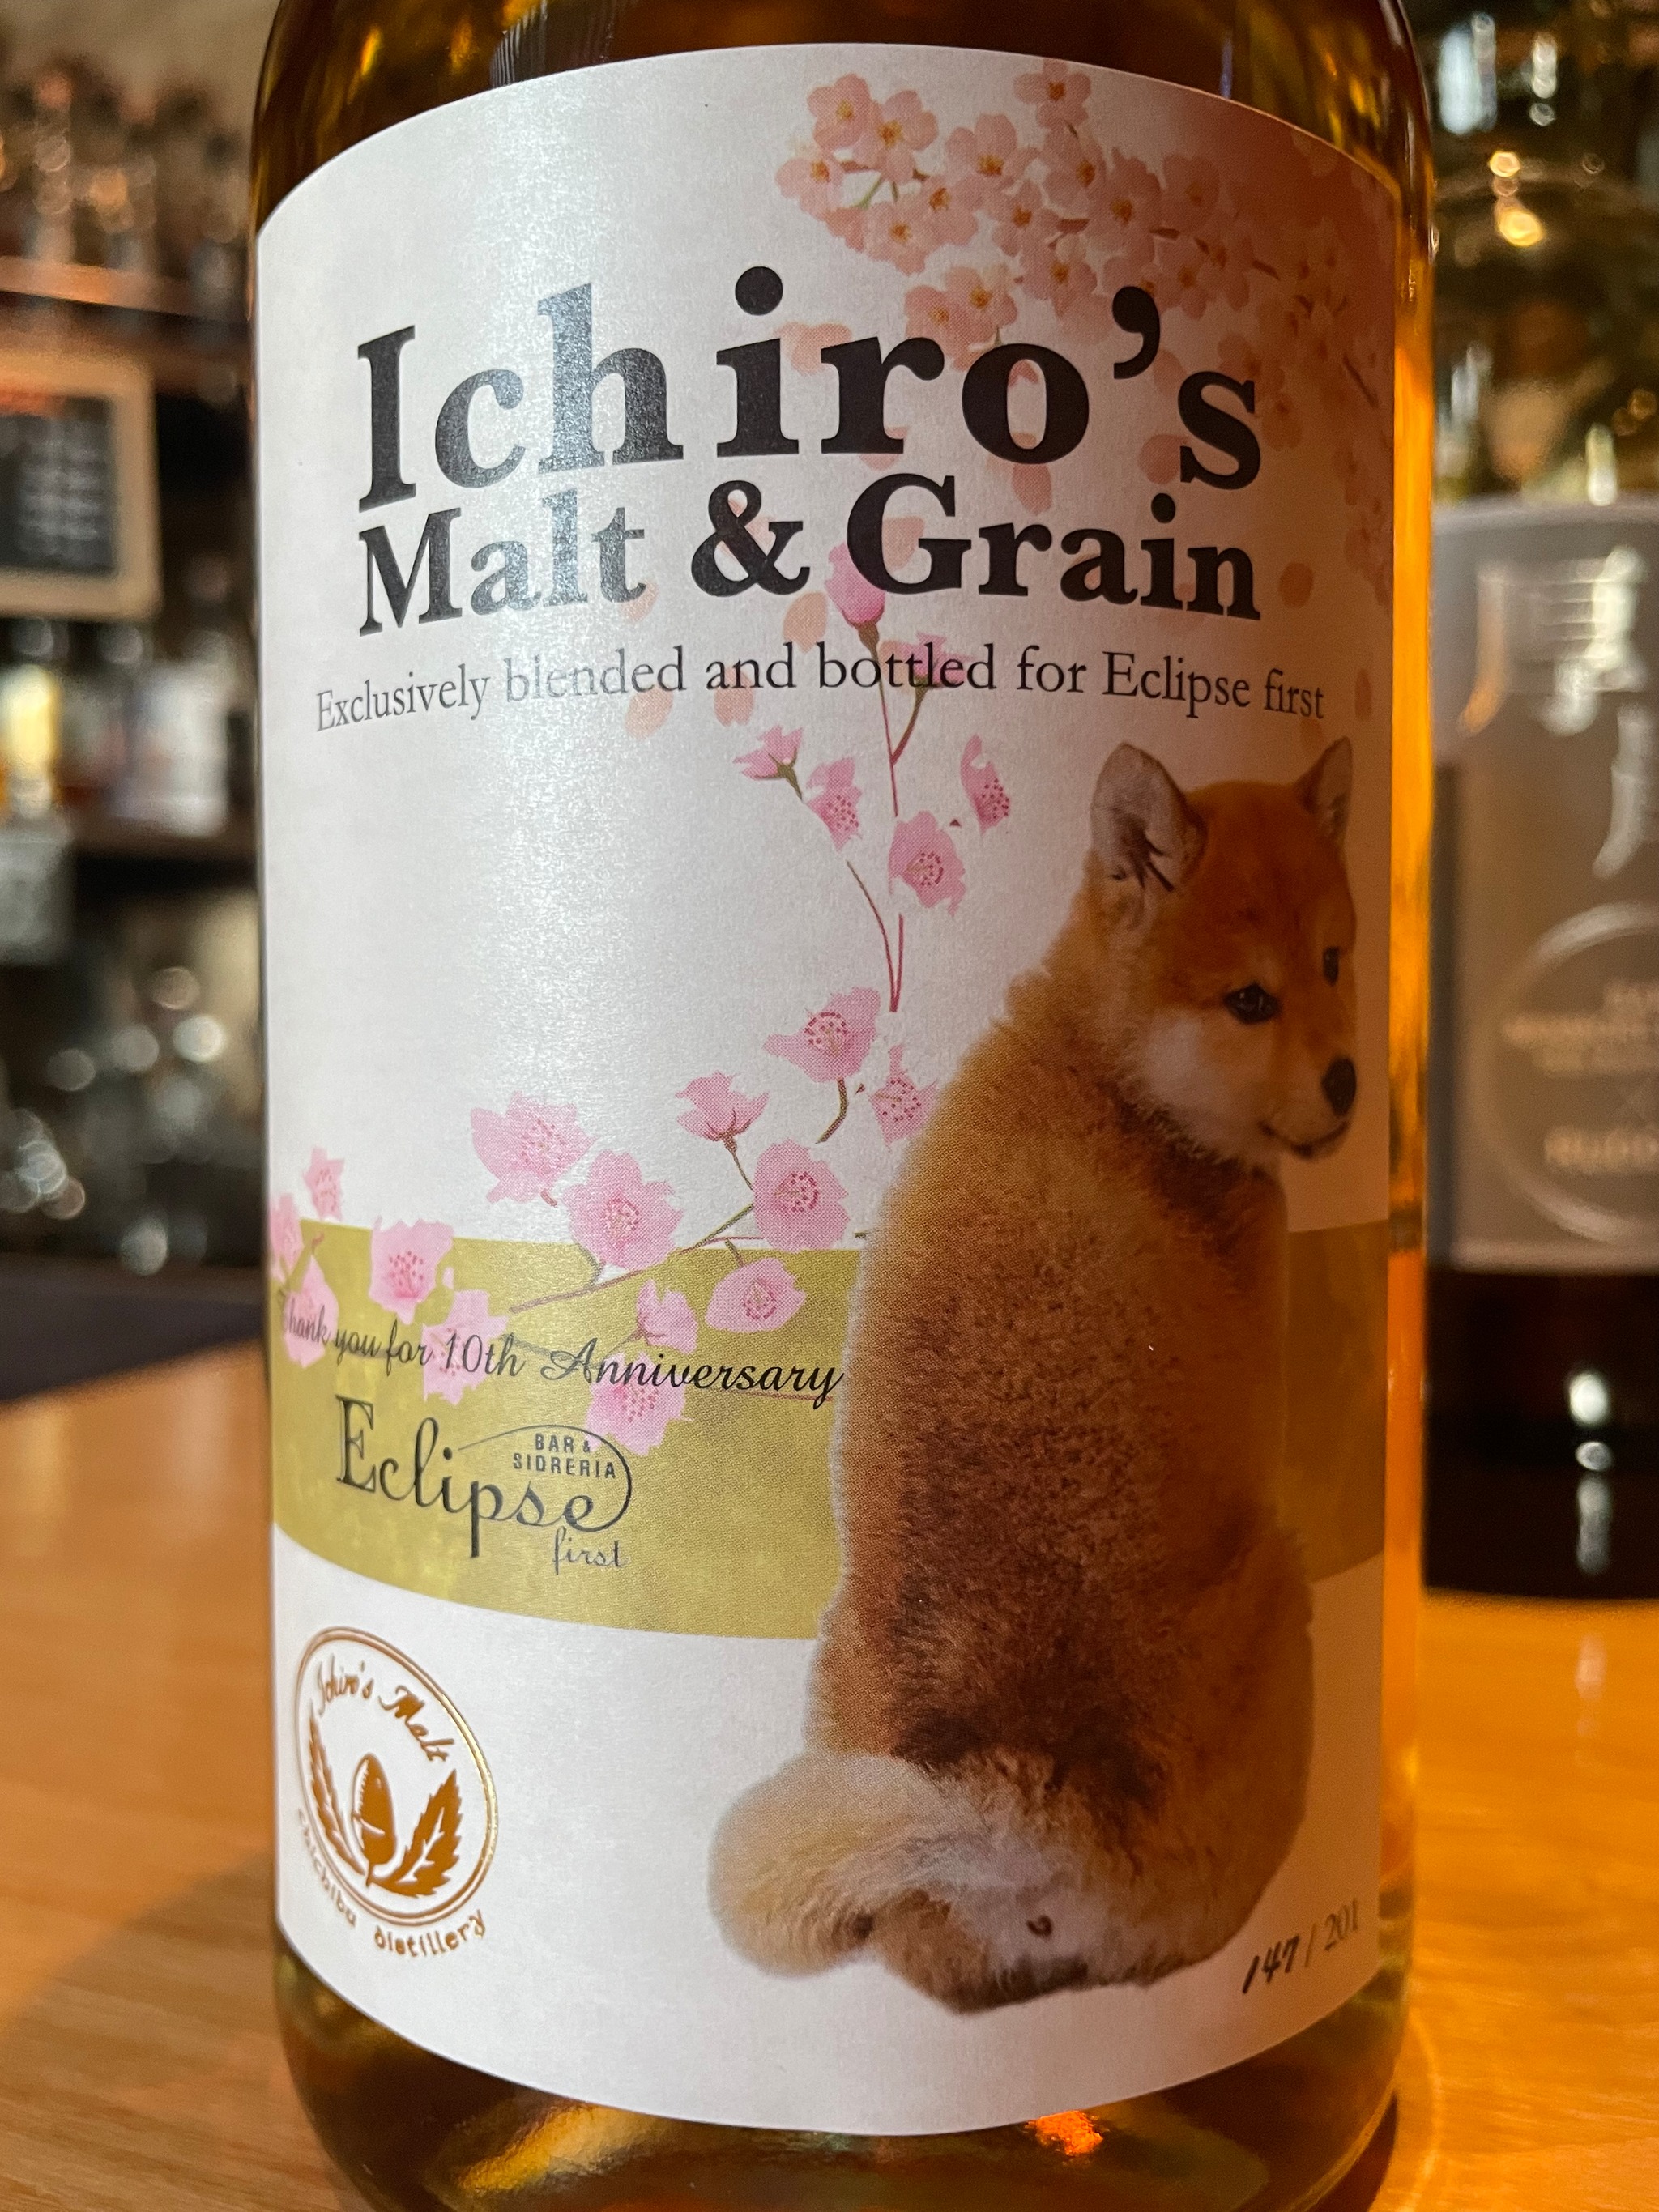 Ichiro's
Malt & Grain
Exclusively blended and bottled for Eclipse first
Thank you for 10th Anniversary
BAR &
SIDRERIA
Eclipse
first
Ichiro's Malt
Chichibu distillery
147 / 201